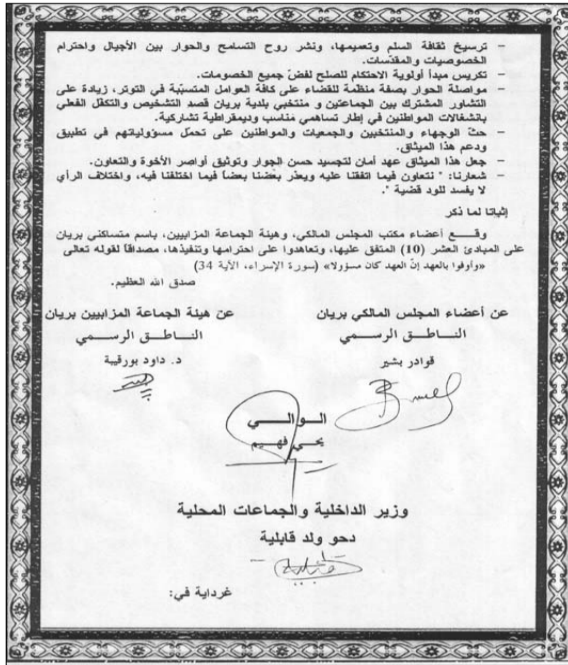 - ترسيخ ثقافة السلم وتعميمها، ونشر روح التسامح والحوار بين الأجيال واحترام
الخصوصيات والمقدسات.
- تكريس مبدأ أولوية الاحتكام للصلح لفض جميع الخصومات.
- مواصلة الحوار بصفة منظمة للقضاء على كافة العوامل المتسببة في التوتر، زيادة على
التشاور المشترك بين الجماعتين و منتخبي بلدية بريان قصد التشخيص والتكفل الفعلي
بانشغالات المواطنين في إطار تساهمي مناسب وديمقراطية تشاركية.
- حث الوجهاء والمنتخبين والجمعيات والمواطنين على تحمل مسؤولياتهم في تطبيق
ودعم هذا الميثاق.
- جعل هذا الميثاق عهد أمان لتجسيد حسن الجوار وتوثيق أواصر الأخوة والتعاون.
- شعارنا: " نتعاون فيما اتفقنا عليه ويعذر بعضنا بعضا فيما اختلفنا فيه، واختلاف الرأي
لا يفسد للود قضية ".
إثباتا لما ذكر
وقـــع أعضاء مكتب المجلس المالكي، وهيئة الجماعة المزابيين، باسم متساكني بريان
على المبادئ العشر (10) المتفق عليها، وتعاهدوا على احترامها وتنفيذها، مصداقا لقوله تعالى
«وأوفوا بالعهد إنّ العهد كان مسؤولا» (سورة الإسراء، الآية 34)
صدق الله العظيم.
عن أعضاء المجلس المالكي بريان
الناطق الرسمي
قوادر بشير
عن هيئة الجماعة المزابيين بريان
الناطق الرسمي
د. داود بورقيبة
الوالي
يحي فهيم
وزير الداخلية والجماعات المحلية
دحو ولد قابلية
غرداية في: